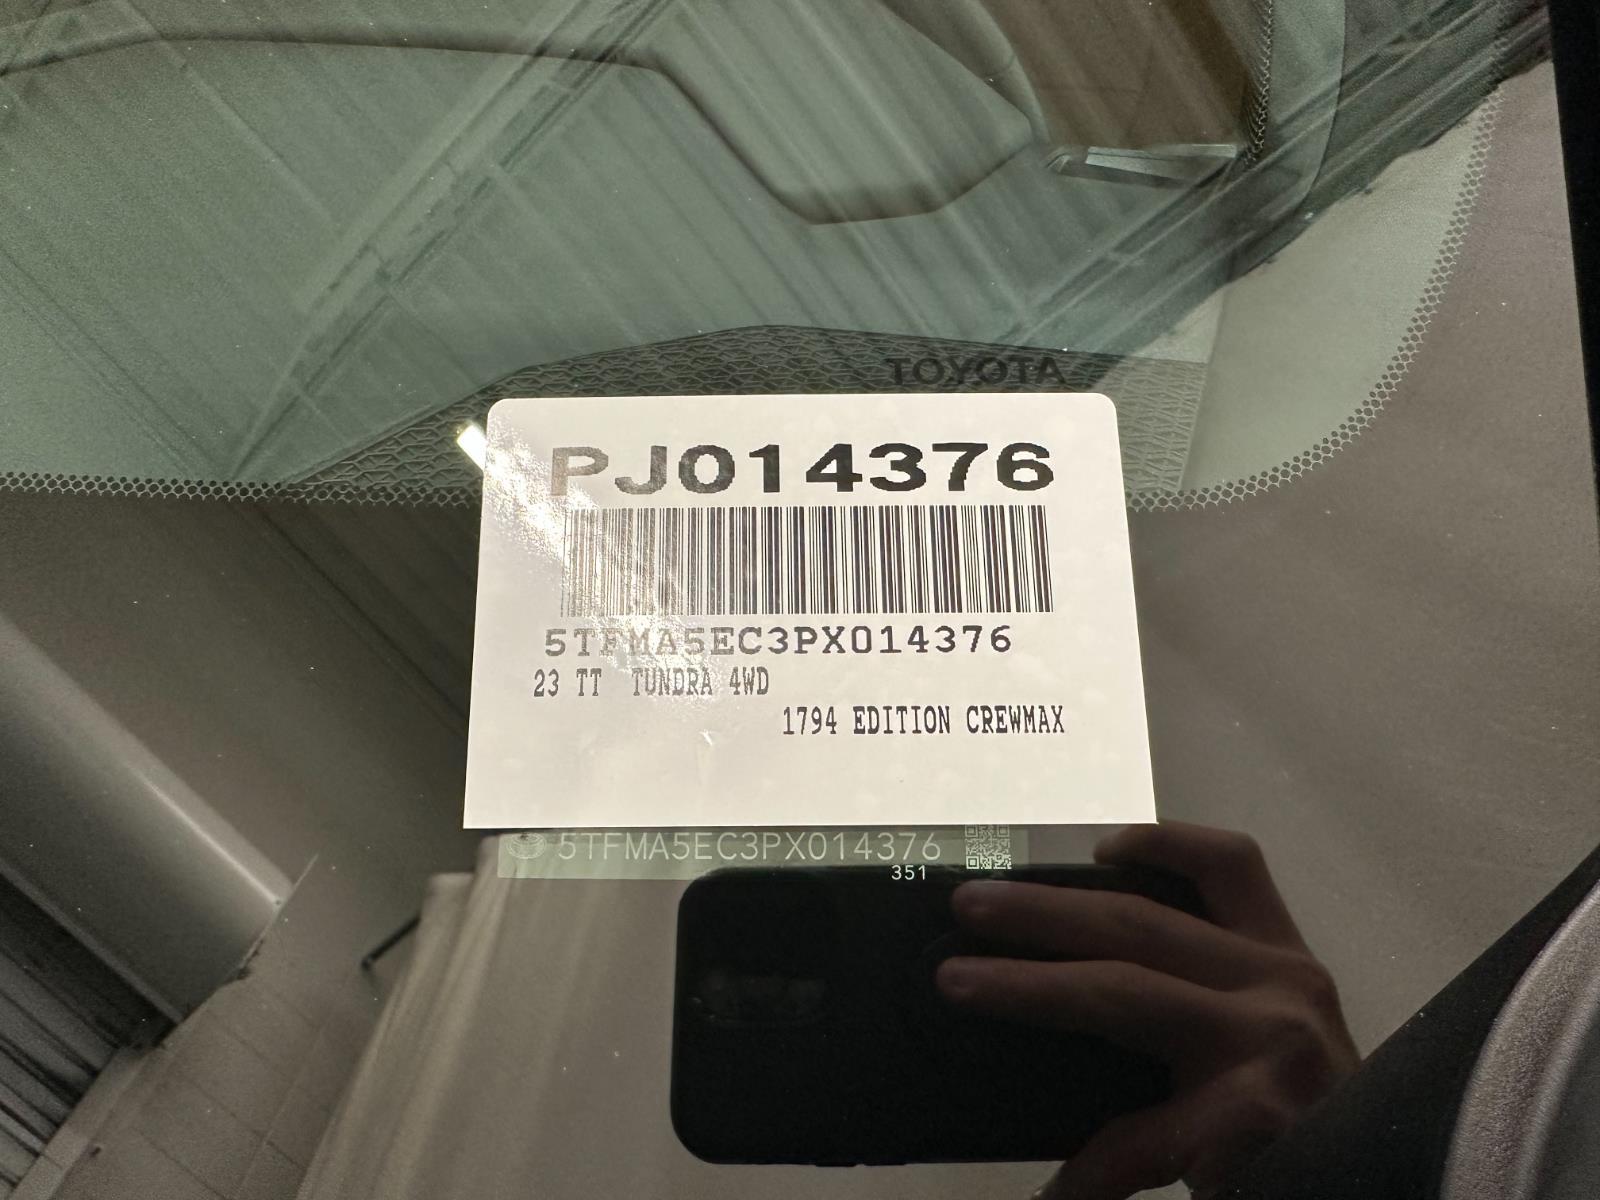 TOYOTA
PJ014376
5TFMA5EC3PX014376
23 TT TUNDRA 4WD
1794 EDITION CREWMAX
5TFMA5EC3PX014376
351